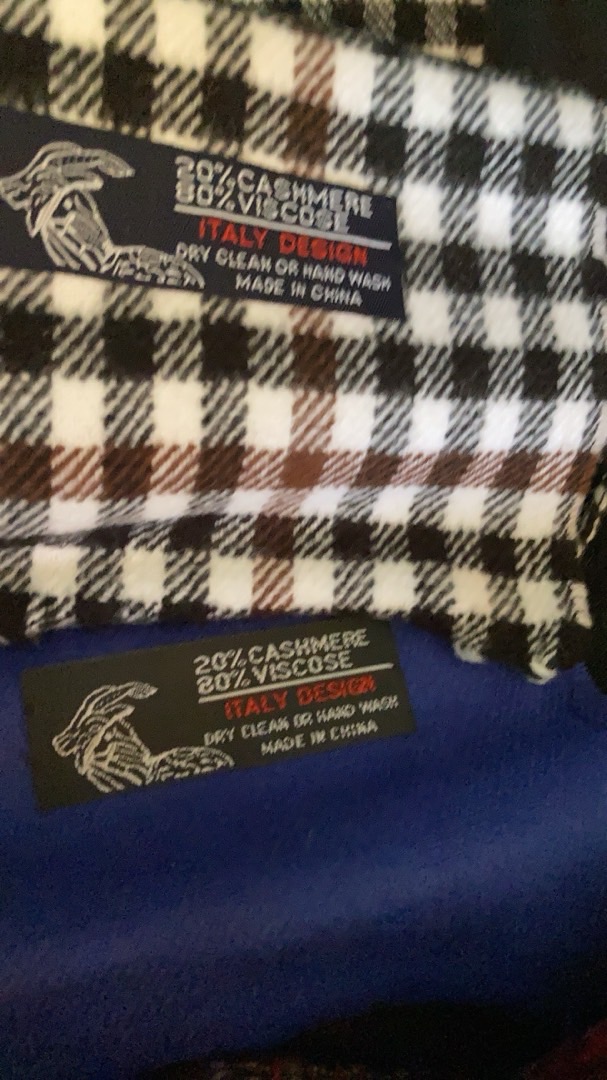 20% CASHMERE
80% VISCOSE
ITALY DESIGN
DRY CLEAN OR HAND WASH
MADE IN CHINA
20% CASHMERE
80% VISCOSE
ITALY DESIGN
DRY CLEAN OR HAND WASH
MADE IN CHINA